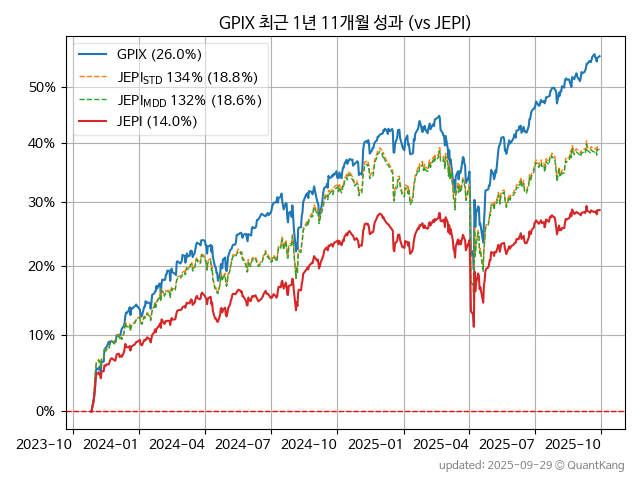 GPIX 최근 1년 11개월 성과 (vs JEPI)
GPIX (26.0%)
JEPI_STD 134% (18.8%)
JEPI_MDD 132% (18.6%)
JEPI (14.0%)
50%
40%
30%
20%
10%
0%
2023-10 2024-01 2024-04 2024-07 2024-10 2025-01 2025-04 2025-07 2025-10
updated: 2025-09-29 © QuantKang